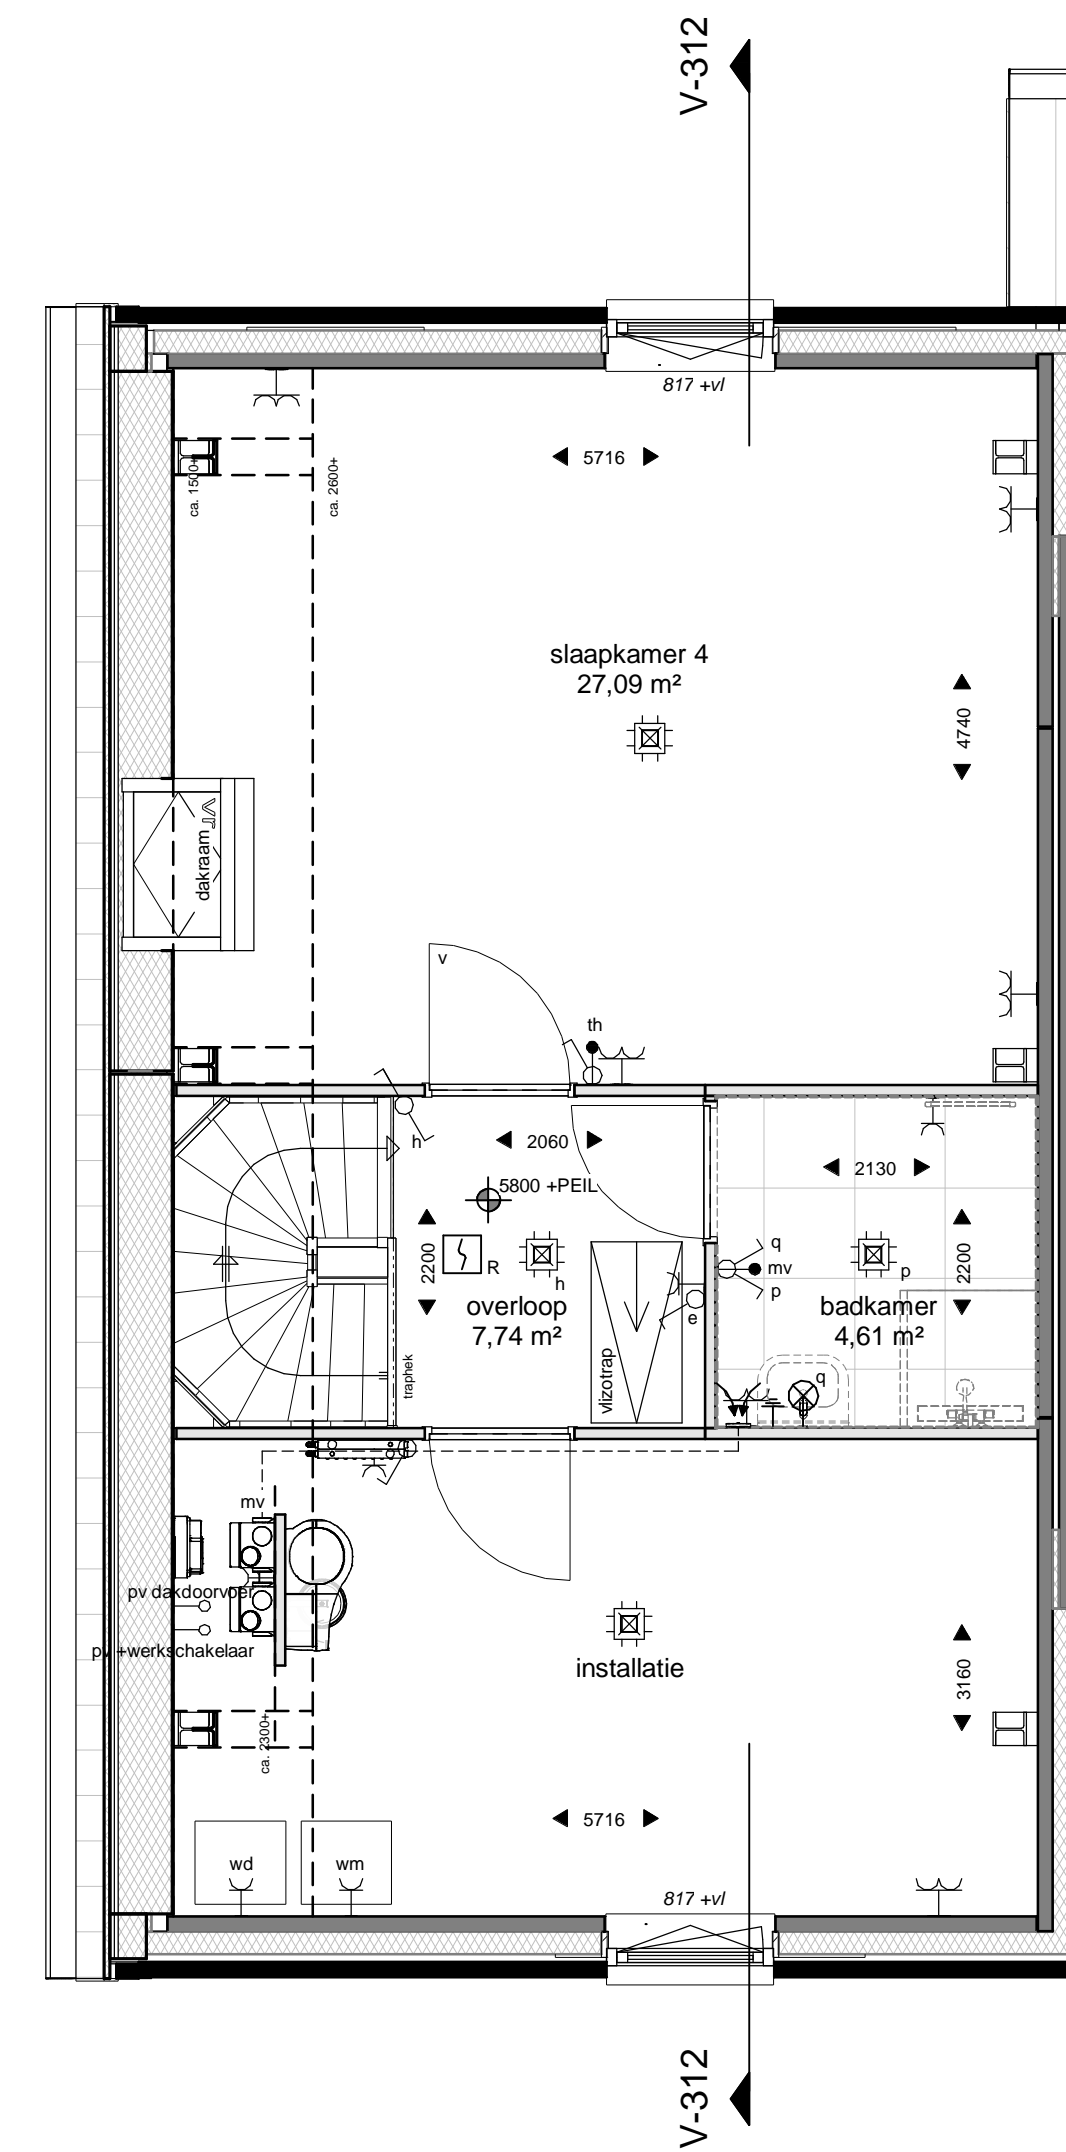 V-312
817 +vl
5716
ca. 1500+
ca. 2600+
slaapkamer 4
27,09 m²
4740
dakraam
v
th
h
2060
5800 +PEIL
2200
R
h
overloop
7,74 m²
traphek
vlizotrap
e
2130
q
mv
p
p
2200
badkamer
4,61 m²
q
mv
pv dakdoorvoer
pv +werkschakelaar
installatie
3160
ca. 2300+
5716
wd
wm
817 +vl
V-312